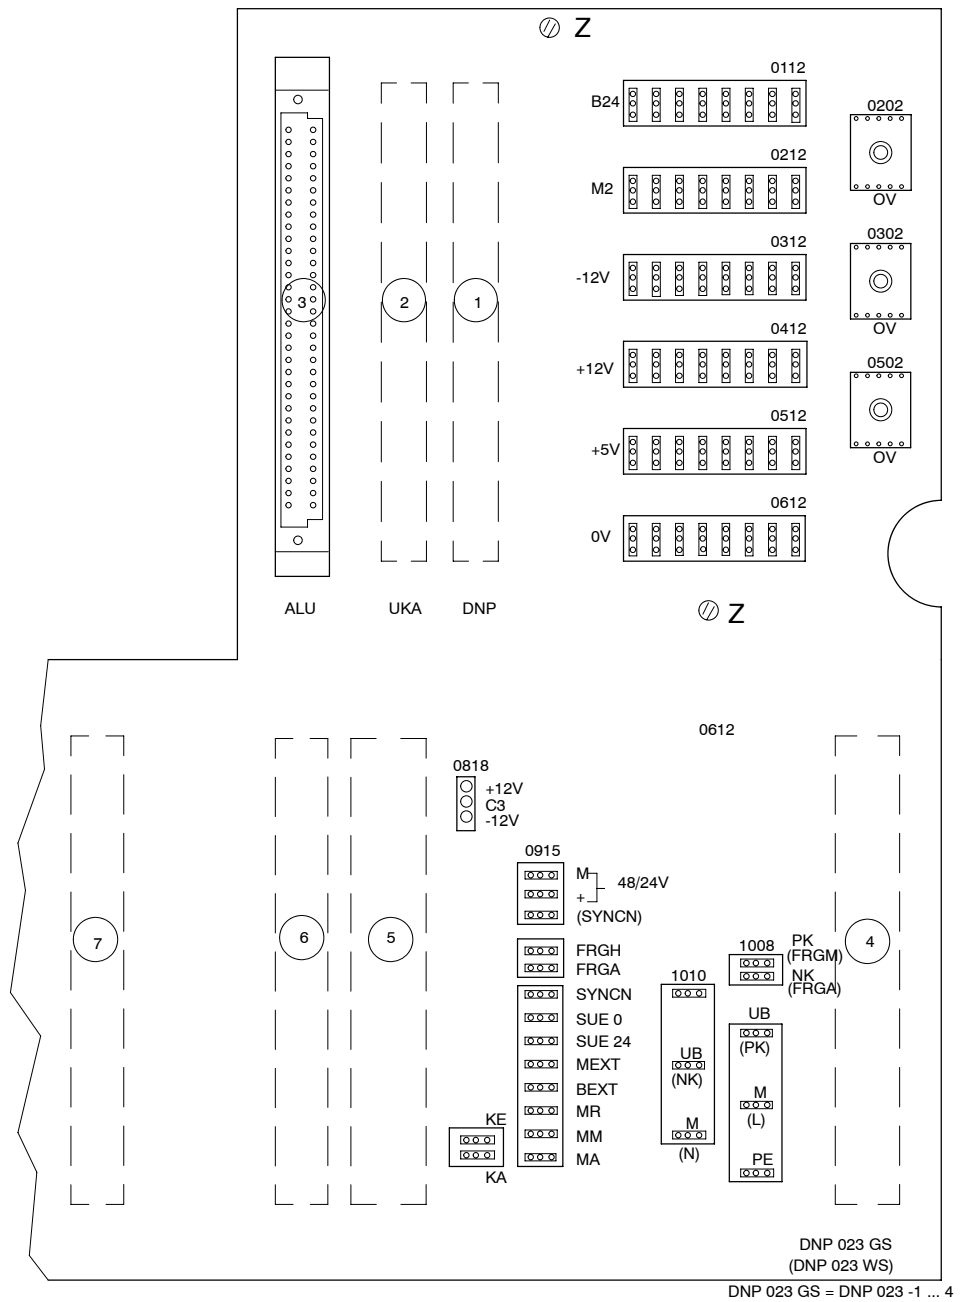 Z
0112
B24
0202
0V
0212
M2
0312
-12V
0302
0V
3
2
1
0412
+12V
0502
0V
0512
+5V
0612
0V
ALU
UKA
DNP
Z
0612
0818
+12V
C3
-12V
0915
M
+
48/24V
(SYNCN)
7
6
5
4
FRGH
FRGA
1008
PK
(FRGM)
NK
(FRGA)
SYNCN
SUE 0
SUE 24
MEXT
BEXT
MR
MM
MA
1010
UB
(NK)
M
(N)
UB
(PK)
M
(L)
PE
KE
KA
DNP 023 GS
(DNP 023 WS)
DNP 023 GS = DNP 023 -1 ... 4